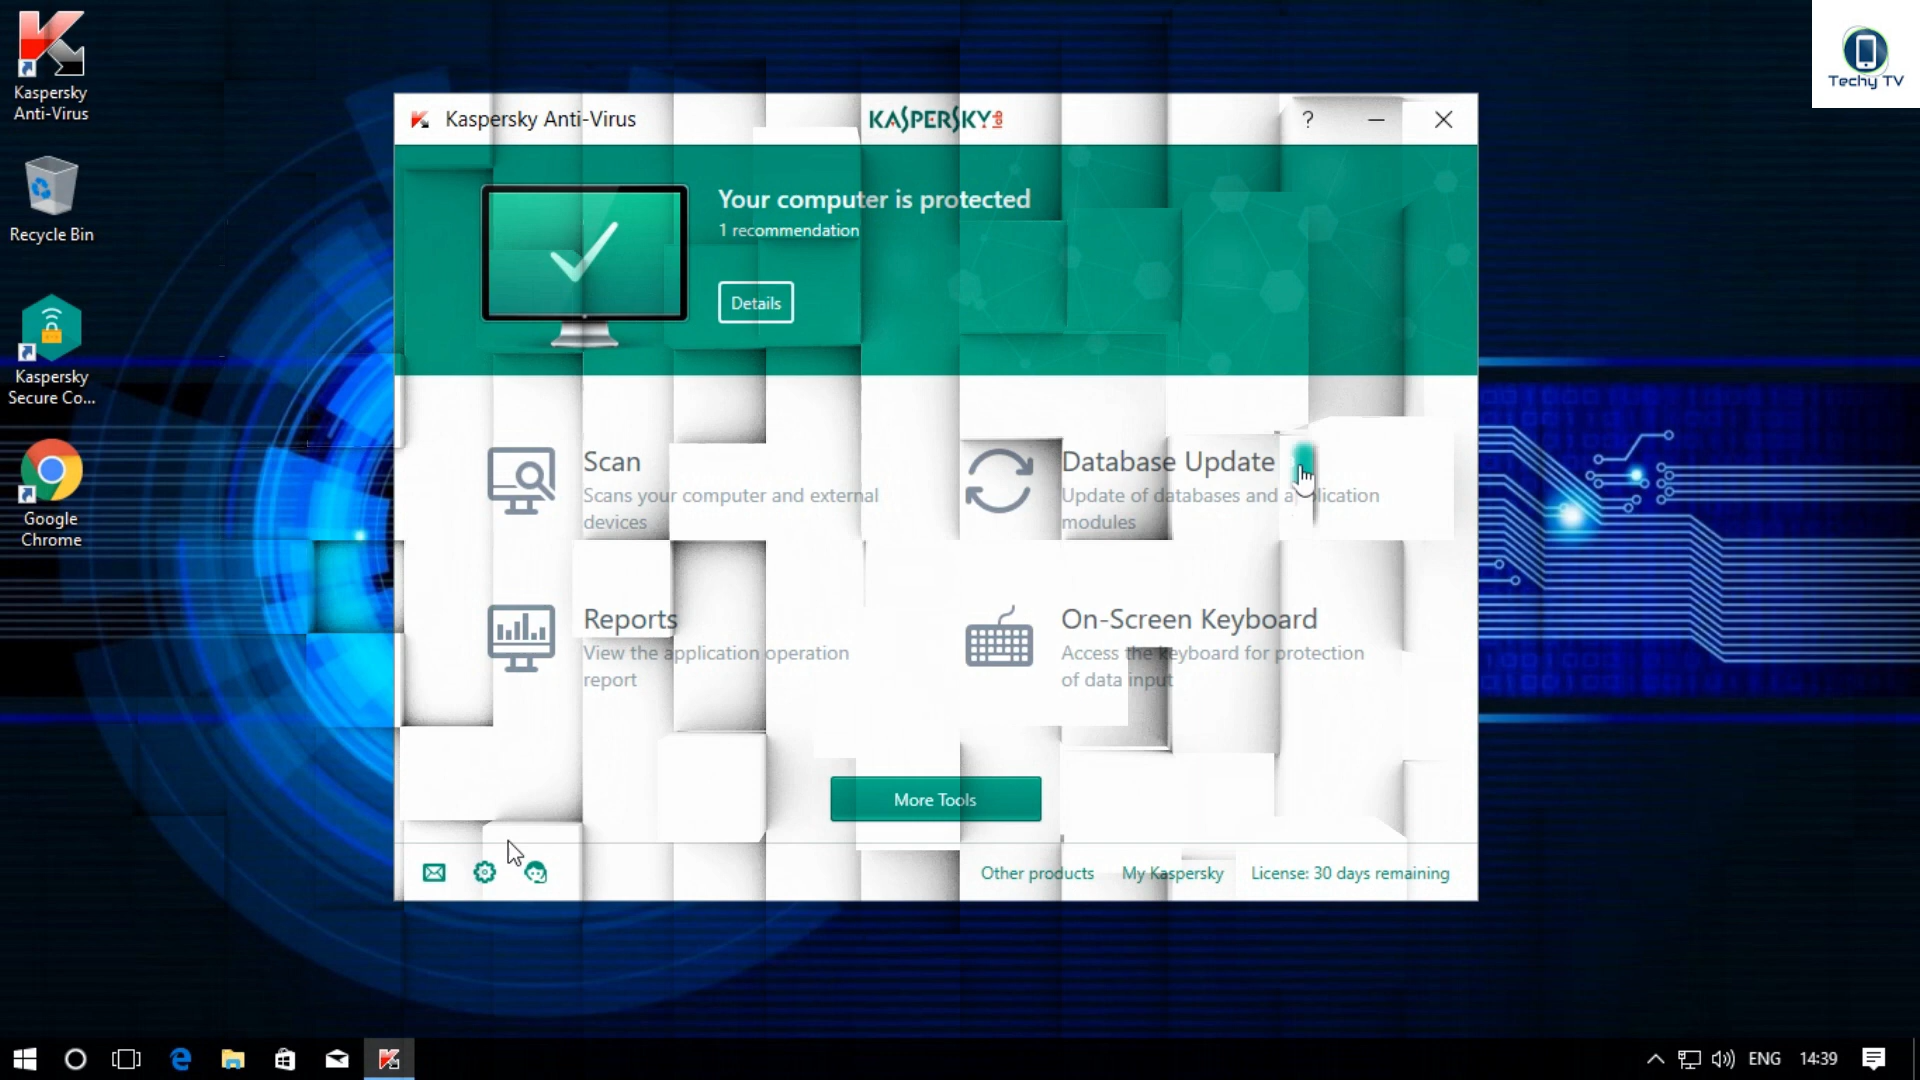 Kaspersky
Anti-Virus
Recycle Bin
Kaspersky
Secure Co...
Google
Chrome
Techy TV
Kaspersky Anti-Virus
KASPERSKY lab
?
Your computer is protected
1 recommendation
Details
Scan
Scans your computer and external
devices
Database Update
Update of databases and application
modules
Reports
View the application operation
report
On-Screen Keyboard
Access the keyboard for protection
of data input
More Tools
Other products
My Kaspersky
License: 30 days remaining
ENG
14:39